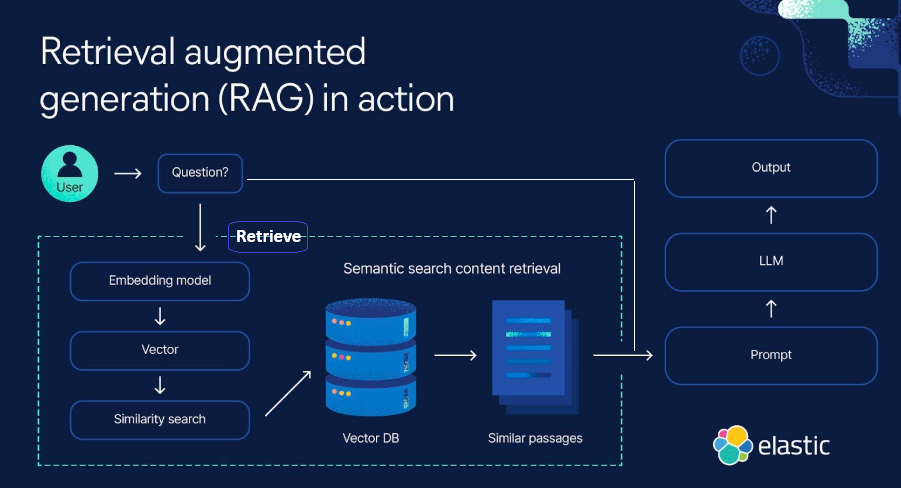 Retrieval augmented
generation (RAG) in action
User
Question?
Retrieve
Embedding model
Vector
Similarity search
Semantic search content retrieval
Vector DB
Similar passages
Output
LLM
Prompt
elastic